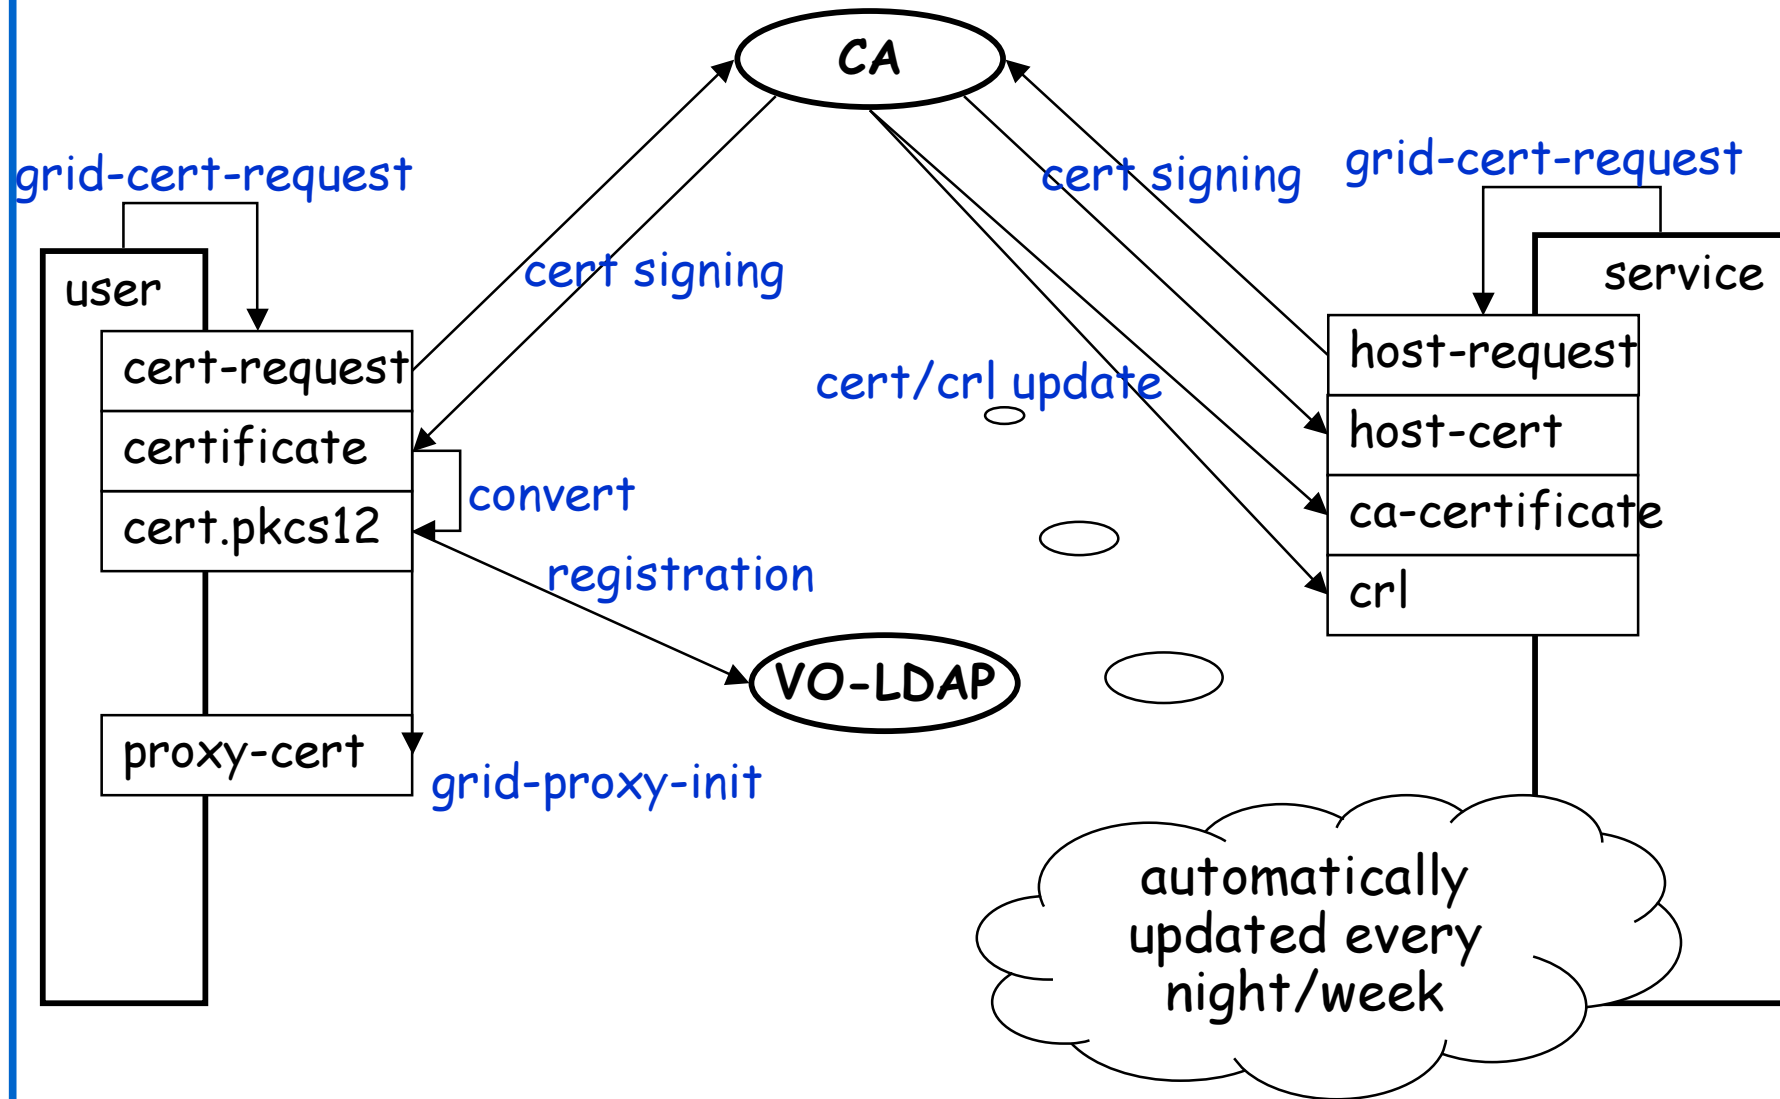 CA
grid-cert-request
cert signing
grid-cert-request
user
cert signing
service
cert-request
host-request
cert/crl update
certificate
host-cert
convert
cert.pkcs12
ca-certificate
registration
crl
VO-LDAP
proxy-cert
grid-proxy-init
automatically
updated every
night/week